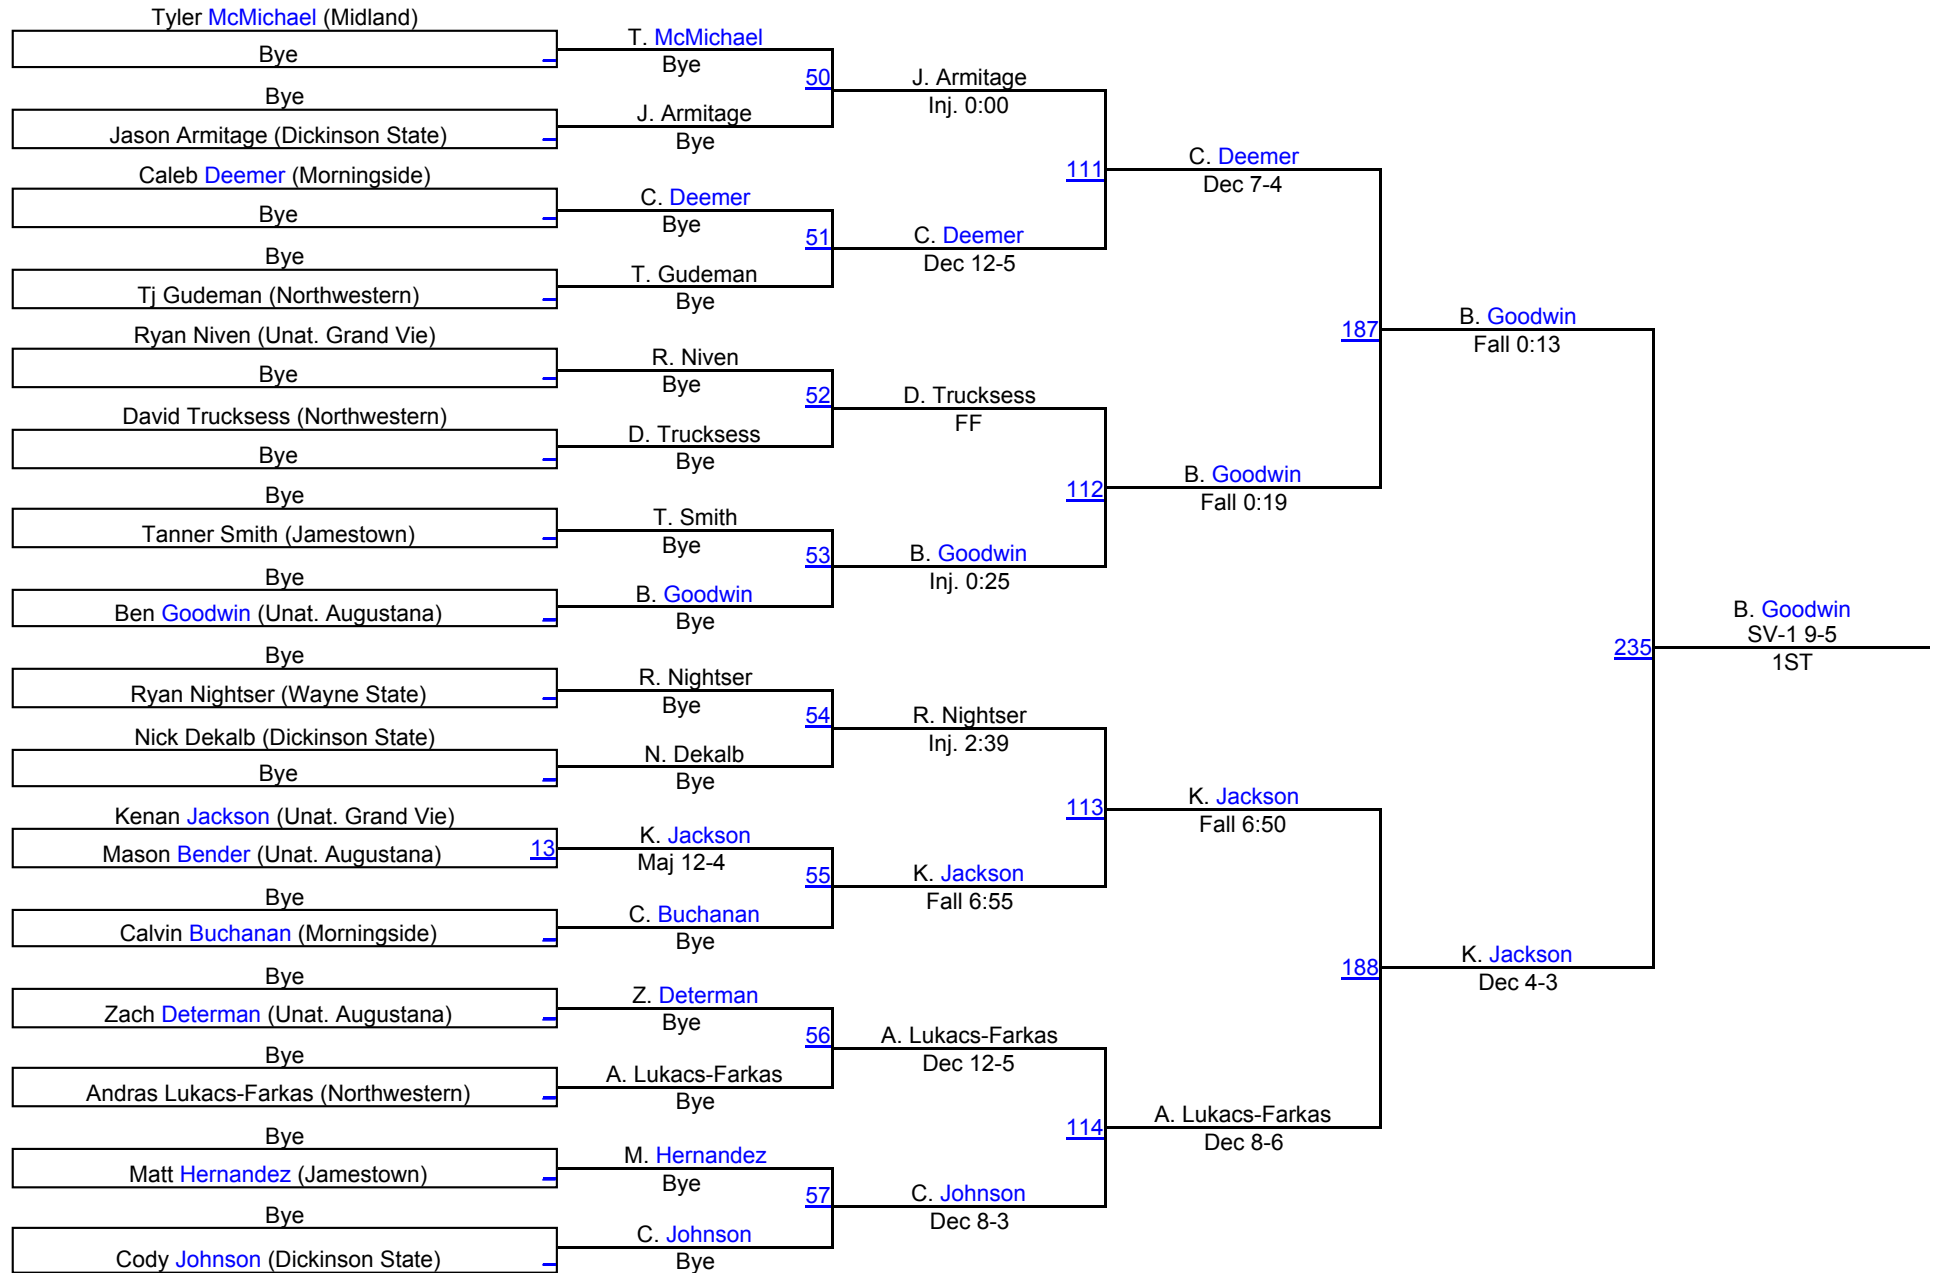 Tyler McMichael (Midland)
Bye
Bye
Jason Armitage (Dickinson State)
Caleb Deemer (Morningside)
Bye
Bye
Tj Gudeman (Northwestern)
Ryan Niven (Unat. Grand Vie)
Bye
David Trucksess (Northwestern)
Bye
Bye
Tanner Smith (Jamestown)
Bye
Ben Goodwin (Unat. Augustana)
Bye
Ryan Nightser (Wayne State)
Nick Dekalb (Dickinson State)
Bye
Kenan Jackson (Unat. Grand Vie)
Mason Bender (Unat. Augustana) 13
Bye
Calvin Buchanan (Morningside)
Bye
Zach Determan (Unat. Augustana)
Bye
Andras Lukacs-Farkas (Northwestern)
Bye
Matt Hernandez (Jamestown)
Bye
Cody Johnson (Dickinson State)
T. McMichael
Bye
50
J. Armitage
Bye
C. Deemer
Bye
51
T. Gudeman
Bye
R. Niven
Bye
52
D. Trucksess
Bye
T. Smith
Bye
53
B. Goodwin
Bye
R. Nightser
Bye
54
N. Dekalb
Bye
K. Jackson
Maj 12-4
55
C. Buchanan
Bye
Z. Determan
Bye
56
A. Lukacs-Farkas
Bye
M. Hernandez
Bye
57
C. Johnson
Bye
J. Armitage
Inj. 0:00
111
C. Deemer
Dec 12-5
D. Trucksess
FF
112
B. Goodwin
Inj. 0:25
R. Nightser
Inj. 2:39
113
K. Jackson
Fall 6:55
A. Lukacs-Farkas
Dec 12-5
114
C. Johnson
Dec 8-3
C. Deemer
Dec 7-4
187
B. Goodwin
Fall 0:19
K. Jackson
Fall 6:50
188
A. Lukacs-Farkas
Dec 8-6
B. Goodwin
Fall 0:13
235
K. Jackson
Dec 4-3
B. Goodwin
SV-1 9-5
1ST